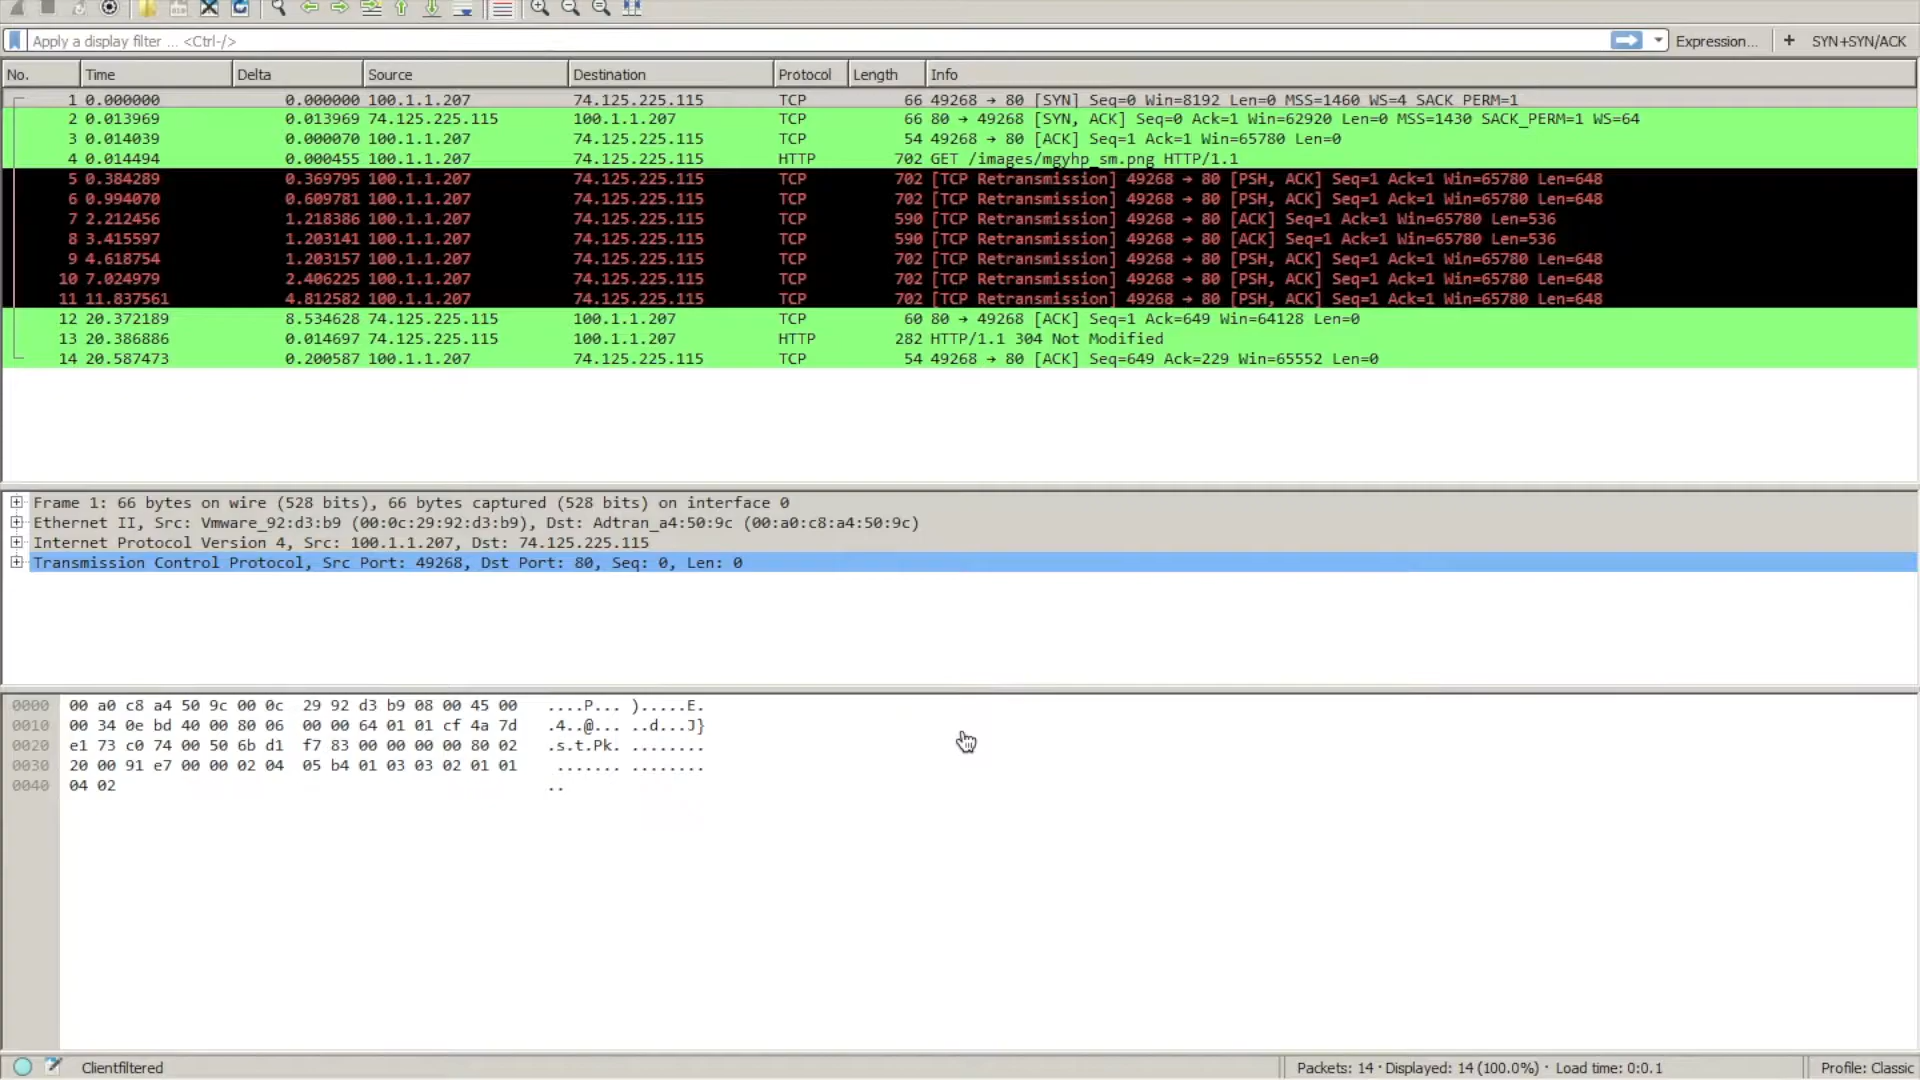 Apply a display filter ... <Ctrl-/> Expression... + SYN+SYN/ACK
No. Time Delta Source Destination Protocol Length Info
1 0.000000 0.000000 100.1.1.207 74.125.225.115 TCP 66 49268 → 80 [SYN] Seq=0 Win=8192 Len=0 MSS=1460 WS=4 SACK_PERM=1
2 0.013969 0.013969 74.125.225.115 100.1.1.207 TCP 66 80 → 49268 [SYN, ACK] Seq=0 Ack=1 Win=62920 Len=0 MSS=1430 SACK_PERM=1 WS=64
3 0.014039 0.000070 100.1.1.207 74.125.225.115 TCP 54 49268 → 80 [ACK] Seq=1 Ack=1 Win=65780 Len=0
4 0.014494 0.000455 100.1.1.207 74.125.225.115 HTTP 702 GET /images/mgyhp_sm.png HTTP/1.1
5 0.384289 0.369795 100.1.1.207 74.125.225.115 TCP 702 [TCP Retransmission] 49268 → 80 [PSH, ACK] Seq=1 Ack=1 Win=65780 Len=648
6 0.994070 0.609781 100.1.1.207 74.125.225.115 TCP 702 [TCP Retransmission] 49268 → 80 [PSH, ACK] Seq=1 Ack=1 Win=65780 Len=648
7 2.212456 1.218386 100.1.1.207 74.125.225.115 TCP 590 [TCP Retransmission] 49268 → 80 [ACK] Seq=1 Ack=1 Win=65780 Len=536
8 3.415597 1.203141 100.1.1.207 74.125.225.115 TCP 590 [TCP Retransmission] 49268 → 80 [ACK] Seq=1 Ack=1 Win=65780 Len=536
9 4.618754 1.203157 100.1.1.207 74.125.225.115 TCP 702 [TCP Retransmission] 49268 → 80 [PSH, ACK] Seq=1 Ack=1 Win=65780 Len=648
10 7.024979 2.406225 100.1.1.207 74.125.225.115 TCP 702 [TCP Retransmission] 49268 → 80 [PSH, ACK] Seq=1 Ack=1 Win=65780 Len=648
11 11.837561 4.812582 100.1.1.207 74.125.225.115 TCP 702 [TCP Retransmission] 49268 → 80 [PSH, ACK] Seq=1 Ack=1 Win=65780 Len=648
12 20.372189 8.534628 74.125.225.115 100.1.1.207 TCP 60 80 → 49268 [ACK] Seq=1 Ack=649 Win=64128 Len=0
13 20.386886 0.014697 74.125.225.115 100.1.1.207 HTTP 282 HTTP/1.1 304 Not Modified
14 20.587473 0.200587 100.1.1.207 74.125.225.115 TCP 54 49268 → 80 [ACK] Seq=649 Ack=229 Win=65552 Len=0
Frame 1: 66 bytes on wire (528 bits), 66 bytes captured (528 bits) on interface 0
Ethernet II, Src: Vmware_92:d3:b9 (00:0c:29:92:d3:b9), Dst: Adtran_a4:50:9c (00:a0:c8:a4:50:9c)
Internet Protocol Version 4, Src: 100.1.1.207, Dst: 74.125.225.115
Transmission Control Protocol, Src Port: 49268, Dst Port: 80, Seq: 0, Len: 0
0000 00 a0 c8 a4 50 9c 00 0c 29 92 d3 b9 08 00 45 00 ....P... ).....E.
0010 00 34 0e bd 40 00 80 06 00 00 64 01 01 cf 4a 7d .4..@... ..d...J}
0020 e1 73 c0 74 00 50 6b d1 f7 83 00 00 00 00 80 02 .s.t.Pk. ........
0030 20 00 91 e7 00 00 02 04 05 b4 01 03 03 02 01 01 ....... ........
0040 04 02 ..
Clientfiltered Packets: 14 · Displayed: 14 (100.0%) · Load time: 0:0.1 Profile: Classic